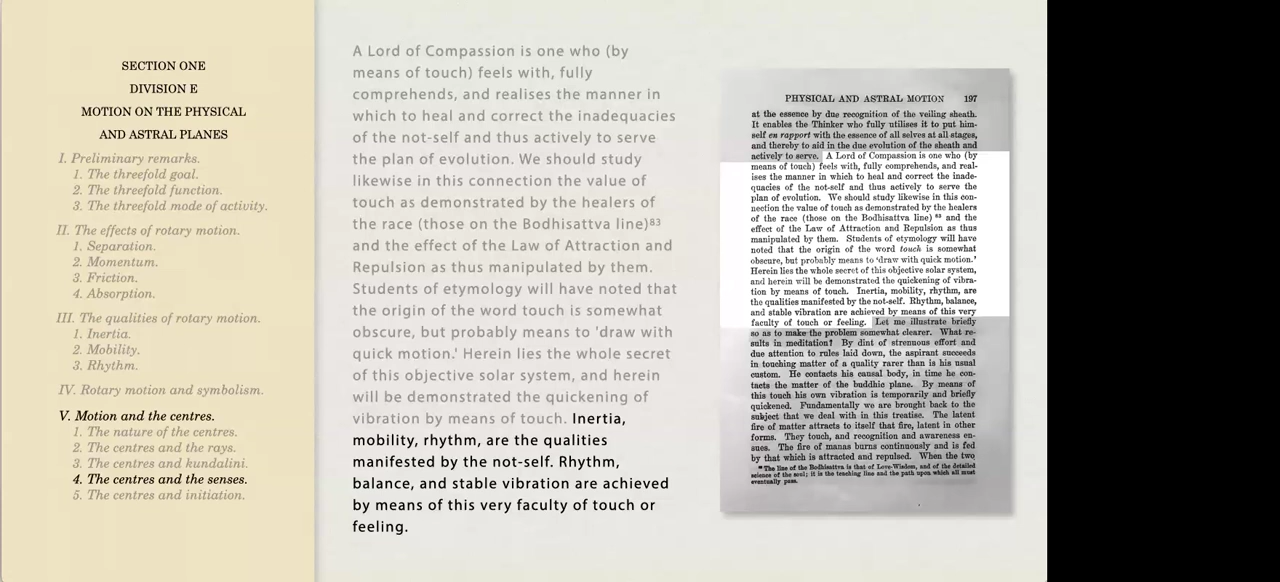 SECTION ONE
DIVISION E
MOTION ON THE PHYSICAL
AND ASTRAL PLANES
I. Preliminary remarks.
1. The threefold goal.
2. The threefold function.
3. The threefold mode of activity.
II. The effects of rotary motion.
1. Separation.
2. Momentum.
3. Friction.
4. Absorption.
III. The qualities of rotary motion.
1. Inertia.
2. Mobility.
3. Rhythm.
IV. Rotary motion and symbolism.
V. Motion and the centres.
1. The nature of the centres.
2. The centres and the rays.
3. The centres and kundalini.
4. The centres and the senses.
5. The centres and initiation.
A Lord of Compassion is one who (by
means of touch) feels with, fully
comprehends, and realises the manner in
which to heal and correct the inadequacies
of the not-self and thus actively to serve
the plan of evolution. We should study
likewise in this connection the value of
touch as demonstrated by the healers of
the race (those on the Bodhisattva line)⁸³
and the effect of the Law of Attraction and
Repulsion as thus manipulated by them.
Students of etymology will have noted that
the origin of the word touch is somewhat
obscure, but probably means to 'draw with
quick motion.' Herein lies the whole secret
of this objective solar system, and herein
will be demonstrated the quickening of
vibration by means of touch. Inertia,
mobility, rhythm, are the qualities
manifested by the not-self. Rhythm,
balance, and stable vibration are achieved
by means of this very faculty of touch or
feeling.
PHYSICAL AND ASTRAL MOTION 197
at the essence by due recognition of the veiling sheath.
It enables the Thinker who fully utilises it to put him-
self en rapport with the essence of all selves at all stages,
and thereby to aid in the due evolution of the sheath and
actively to serve. A Lord of Compassion is one who (by
means of touch) feels with, fully comprehends, and real-
ises the manner in which to heal and correct the inade-
quacies of the not-self and thus actively to serve the
plan of evolution. We should study likewise in this con-
nection the value of touch as demonstrated by the healers
of the race (those on the Bodhisattva line) ⁸³ and the
effect of the Law of Attraction and Repulsion as thus
manipulated by them. Students of etymology will have
noted that the origin of the word touch is somewhat
obscure, but probably means to 'draw with quick motion.'
Herein lies the whole secret of this objective solar system,
and herein will be demonstrated the quickening of vibra-
tion by means of touch. Inertia, mobility, rhythm, are
the qualities manifested by the not-self. Rhythm, balance,
and stable vibration are achieved by means of this very
faculty of touch or feeling. Let me illustrate briefly
so as to make the problem somewhat clearer. What re-
sults in meditation? By dint of strenuous effort and
due attention to rules laid down, the aspirant succeeds
in touching matter of a quality rarer than is his usual
custom. He contacts his causal body, in time he con-
tacts the matter of the buddhic plane. By means of
this touch his own vibration is temporarily and briefly
quickened. Fundamentally we are brought back to the
subject that we deal with in this treatise. The latent
fire of matter attracts to itself that fire, latent in other
forms. They touch, and recognition and awareness en-
sues. The fire of manas burns continuously and is fed
by that which is attracted and repulsed. When the two
⁸³ The line of the Bodhisattva is that of Love-Wisdom, and of the detailed
science of the soul; it is the teaching line and the path upon which all must
eventually pass.